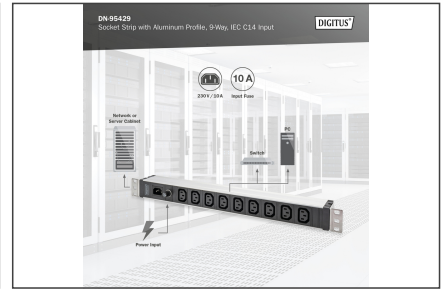 DN-95429
Socket Strip with Aluminum Profile, 9-Way, IEC C14 Input
DIGITUS®
10 A
230 V / 10 A
Input Fuse
Network or
Server Cabinet
PC
Switch
Power Input